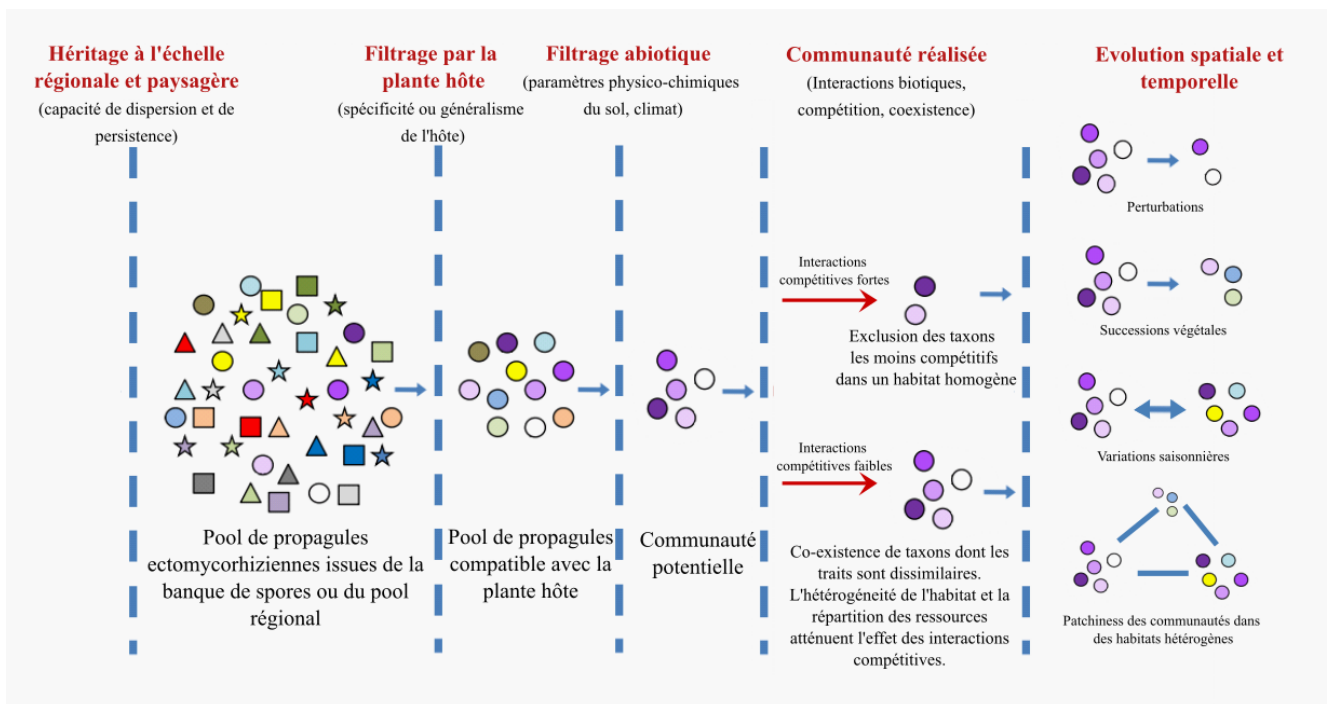 Héritage à l'échelle
régionale et paysagère
(capacité de dispersion et de
persistence)
Filtrage par la
plante hôte
(spécificité ou généralisme
de l'hôte)
Filtrage abiotique
(paramètres physico-chimiques
du sol, climat)
Communauté réalisée
(Interactions biotiques,
compétition, coexistence)
Evolution spatiale et
temporelle
Pool de propagules
ectomycorhiziennes issues de la
banque de spores ou du pool
régional
Pool de propagules
compatible avec la
plante hôte
Communauté
potentielle
Interactions
compétitives fortes
Exclusion des taxons
les moins compétitifs
dans un habitat homogène
Interactions
compétitives faibles
Co-existence de taxons dont les
traits sont dissimilaires.
L'hétérogéneité de l'habitat et la
répartition des ressources
atténuent l'effet des interactions
compétitives.
Perturbations
Successions végétales
Variations saisonnières
Patchiness des communautés dans
des habitats hétérogènes